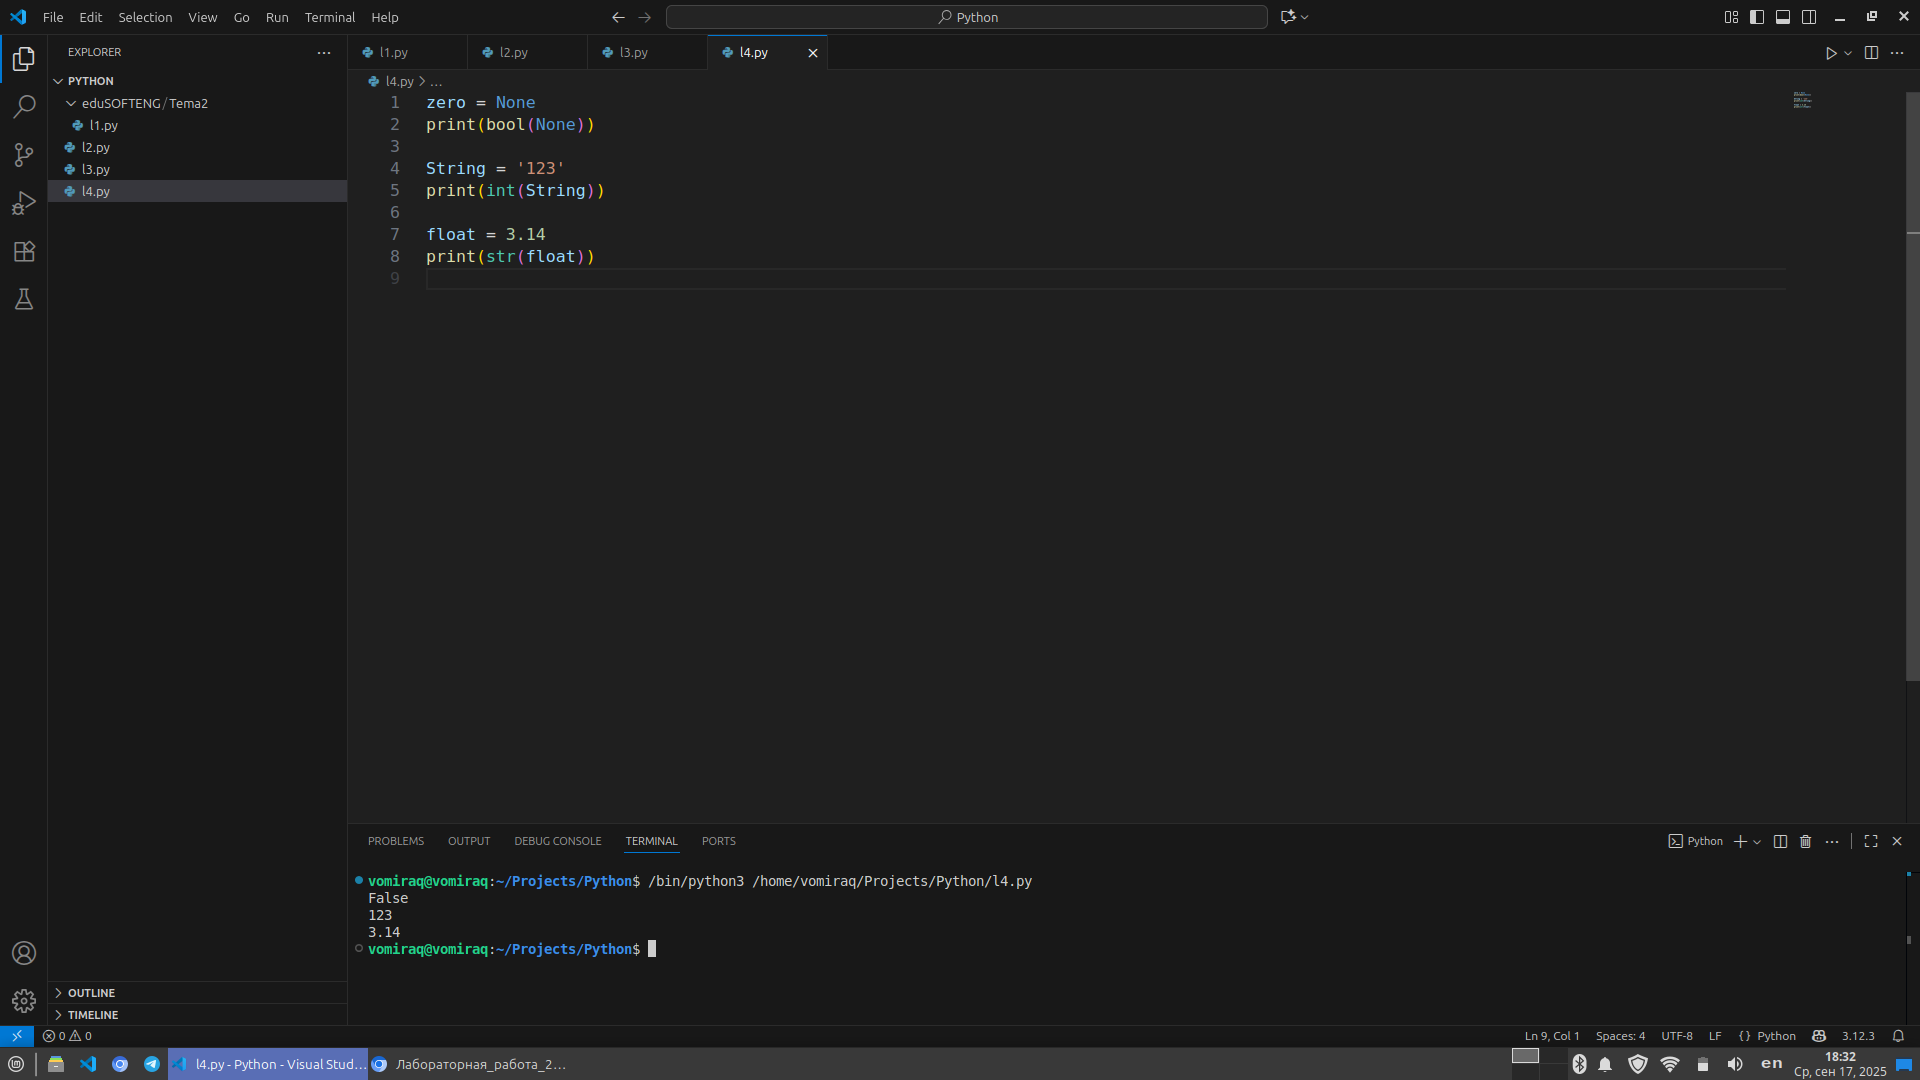 File Edit Selection View Go Run Terminal Help
Python
EXPLORER
PYTHON
eduSOFTENG/Tema2
l1.py
l2.py
l3.py
l4.py
l1.py l2.py l3.py l4.py
l4.py > ...
1 zero = None
2 print(bool(None))
3
4 String = '123'
5 print(int(String))
6
7 float = 3.14
8 print(str(float))
9
PROBLEMS OUTPUT DEBUG CONSOLE TERMINAL PORTS
Python
vomiraq@vomiraq:~/Projects/Python$ /bin/python3 /home/vomiraq/Projects/Python/l4.py
False
123
3.14
vomiraq@vomiraq:~/Projects/Python$
OUTLINE
TIMELINE
0 0
Ln 9, Col 1 Spaces: 4 UTF-8 LF {} Python 3.12.3
l4.py - Python - Visual Stud...
Лабораторная_работа_2...
en
18:32
Ср, сен 17, 2025